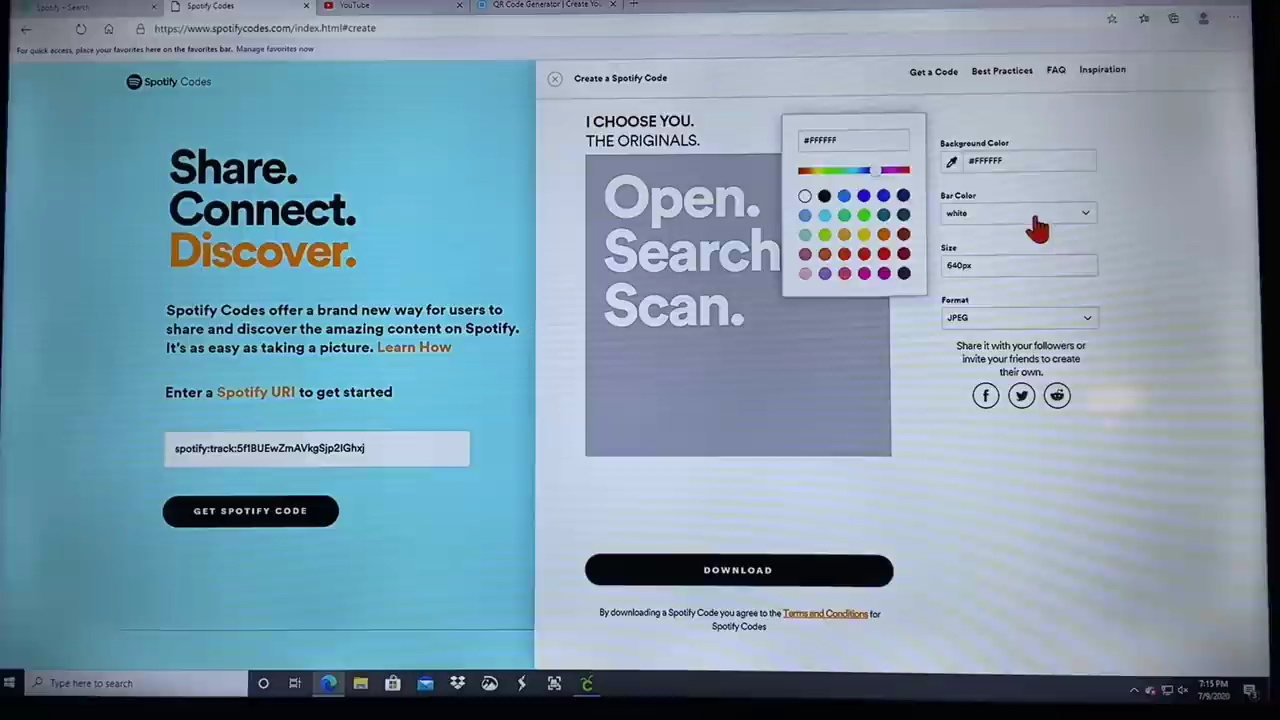 Spotify – Search
Spotify Codes
YouTube
QR Code Generator | Create You
https://www.spotifycodes.com/index.html#create
For quick access, place your favorites here on the favorites bar. Manage favorites now
Spotify Codes
Create a Spotify Code
Get a Code
Best Practices
FAQ
Inspiration
Share.
Connect.
Discover.
Spotify Codes offer a brand new way for users to
share and discover the amazing content on Spotify.
It's as easy as taking a picture. Learn How
Enter a Spotify URI to get started
GET SPOTIFY CODE
I CHOOSE YOU.
THE ORIGINALS.
Open.
Search
Scan.
#FFFFFF
Background Color
#FFFFFF
Bar Color
white
Size
640px
Format
JPEG
Share it with your followers or
invite your friends to create
their own.
DOWNLOAD
By downloading a Spotify Code you agree to the Terms and Conditions for
Spotify Codes
Type here to search
7:15 PM
7/9/2020